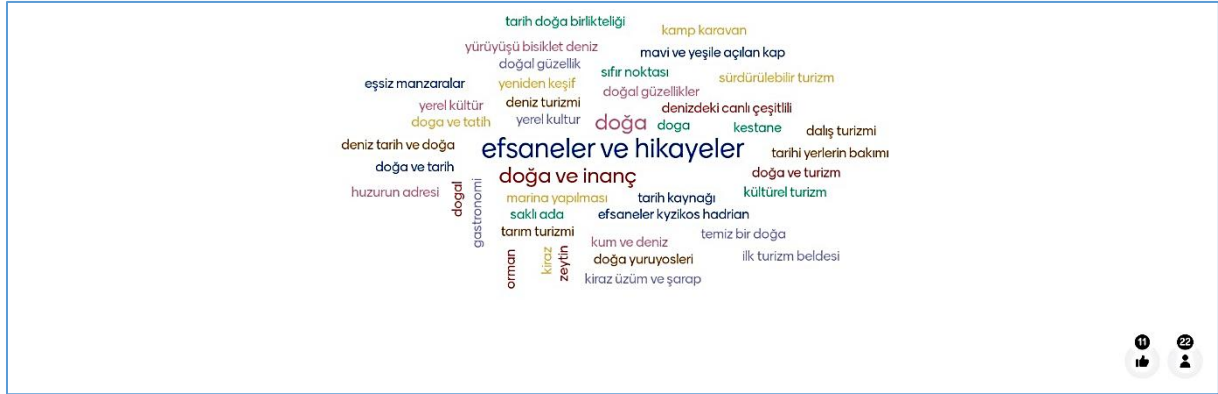 tarih doğa birlikteliği
kamp karavan
yürüyüşü bisiklet deniz
mavi ve yeşile açılan kap
doğal güzellik
sıfır noktası
sürdürülebilir turizm
eşsiz manzaralar
yeniden keşif
doğal güzellikler
yerel kültür
deniz turizmi
denizdeki canlı çeşitlili
doga ve tatih
yerel kultur
doğa
doga
kestane
dalış turizmi
deniz tarih ve doğa
efsaneler ve hikayeler
tarihi yerlerin bakımı
doğa ve tarih
doğa ve inanç
doğa ve turizm
huzurun adresi
dogal
gastronomi
marina yapılması
tarih kaynağı
kültürel turizm
saklı ada
efsaneler kyzikos hadrian
tarım turizmi
kum ve deniz
temiz bir doğa
orman
kiraz
zeytin
doğa yuruyosleri
ilk turizm beldesi
kiraz üzüm ve şarap
11
22